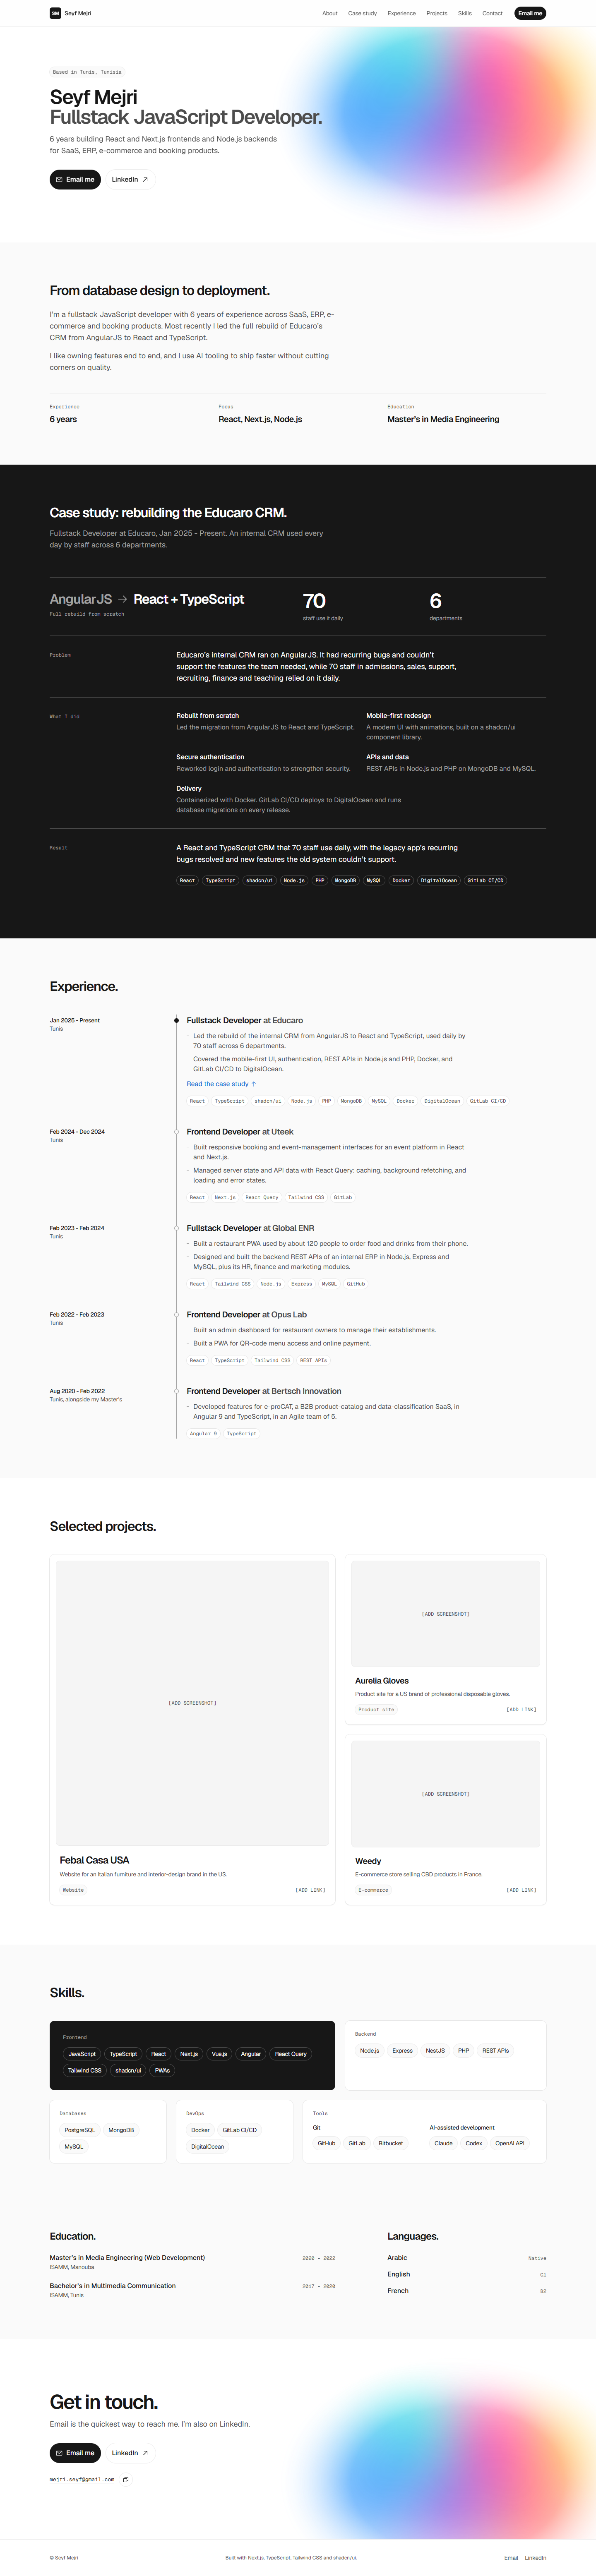 SM Seyf Mejri
About Case study Experience Projects Skills Contact Email me
Based in Tunis, Tunisia
Seyf Mejri
Fullstack JavaScript Developer.
6 years building React and Next.js frontends and Node.js backends
for SaaS, ERP, e-commerce and booking products.
Email me LinkedIn
From database design to deployment.
I'm a fullstack JavaScript developer with 6 years of experience across SaaS, ERP, e-
commerce and booking products. Most recently I led the full rebuild of Educaro's
CRM from AngularJS to React and TypeScript.
I like owning features end to end, and I use AI tooling to ship faster without cutting
corners on quality.
Experience
6 years
Focus
React, Next.js, Node.js
Education
Master's in Media Engineering
Case study: rebuilding the Educaro CRM.
Fullstack Developer at Educaro, Jan 2025 - Present. An internal CRM used every
day by staff across 6 departments.
AngularJS → React + TypeScript
Full rebuild from scratch
70
staff use it daily
6
departments
Problem
Educaro's internal CRM ran on AngularJS. It had recurring bugs and couldn't
support the features the team needed, while 70 staff in admissions, sales, support,
recruiting, finance and teaching relied on it daily.
What I did
Rebuilt from scratch
Led the migration from AngularJS to React and TypeScript.
Mobile-first redesign
A modern UI with animations, built on a shadcn/ui
component library.
Secure authentication
Reworked login and authentication to strengthen security.
APIs and data
REST APIs in Node.js and PHP on MongoDB and MySQL.
Delivery
Containerized with Docker. GitLab CI/CD deploys to DigitalOcean and runs
database migrations on every release.
Result
A React and TypeScript CRM that 70 staff use daily, with the legacy app's recurring
bugs resolved and new features the old system couldn't support.
React TypeScript shadcn/ui Node.js PHP MongoDB MySQL Docker DigitalOcean GitLab CI/CD
Experience.
Jan 2025 - Present
Tunis
Fullstack Developer at Educaro
- Led the rebuild of the internal CRM from AngularJS to React and TypeScript, used daily by
70 staff across 6 departments.
- Covered the mobile-first UI, authentication, REST APIs in Node.js and PHP, Docker, and
GitLab CI/CD to DigitalOcean.
Read the case study ↑
React TypeScript shadcn/ui Node.js PHP MongoDB MySQL Docker DigitalOcean GitLab CI/CD
Feb 2024 - Dec 2024
Tunis
Frontend Developer at Uteek
- Built responsive booking and event-management interfaces for an event platform in React
and Next.js.
- Managed server state and API data with React Query: caching, background refetching, and
loading and error states.
React Next.js React Query Tailwind CSS GitLab
Feb 2023 - Feb 2024
Tunis
Fullstack Developer at Global ENR
- Built a restaurant PWA used by about 120 people to order food and drinks from their phone.
- Designed and built the backend REST APIs of an internal ERP in Node.js, Express and
MySQL, plus its HR, finance and marketing modules.
React Tailwind CSS Node.js Express MySQL GitHub
Feb 2022 - Feb 2023
Tunis
Frontend Developer at Opus Lab
- Built an admin dashboard for restaurant owners to manage their establishments.
- Built a PWA for QR-code menu access and online payment.
React TypeScript Tailwind CSS REST APIs
Aug 2020 - Feb 2022
Tunis, alongside my Master's
Frontend Developer at Bertsch Innovation
- Developed features for e-proCAT, a B2B product-catalog and data-classification SaaS, in
Angular 9 and TypeScript, in an Agile team of 5.
Angular 9 TypeScript
Selected projects.
[ADD SCREENSHOT]
Febal Casa USA
Website for an Italian furniture and interior-design brand in the US.
Website [ADD LINK]
[ADD SCREENSHOT]
Aurelia Gloves
Product site for a US brand of professional disposable gloves.
Product site [ADD LINK]
[ADD SCREENSHOT]
Weedy
E-commerce store selling CBD products in France.
E-commerce [ADD LINK]
Skills.
Frontend
JavaScript TypeScript React Next.js Vue.js Angular React Query
Tailwind CSS shadcn/ui PWAs
Backend
Node.js Express NestJS PHP REST APIs
Databases
PostgreSQL MongoDB
MySQL
DevOps
Docker GitLab CI/CD
DigitalOcean
Tools
Git
GitHub GitLab Bitbucket
AI-assisted development
Claude Codex OpenAI API
Education.
Master's in Media Engineering (Web Development) 2020 - 2022
ISAMM, Manouba
Bachelor's in Multimedia Communication 2017 - 2020
ISAMM, Tunis
Languages.
Arabic Native
English C1
French B2
Get in touch.
Email is the quickest way to reach me. I'm also on LinkedIn.
Email me LinkedIn
mejri.seyf@gmail.com
© Seyf Mejri
Built with Next.js, TypeScript, Tailwind CSS and shadcn/ui.
Email LinkedIn